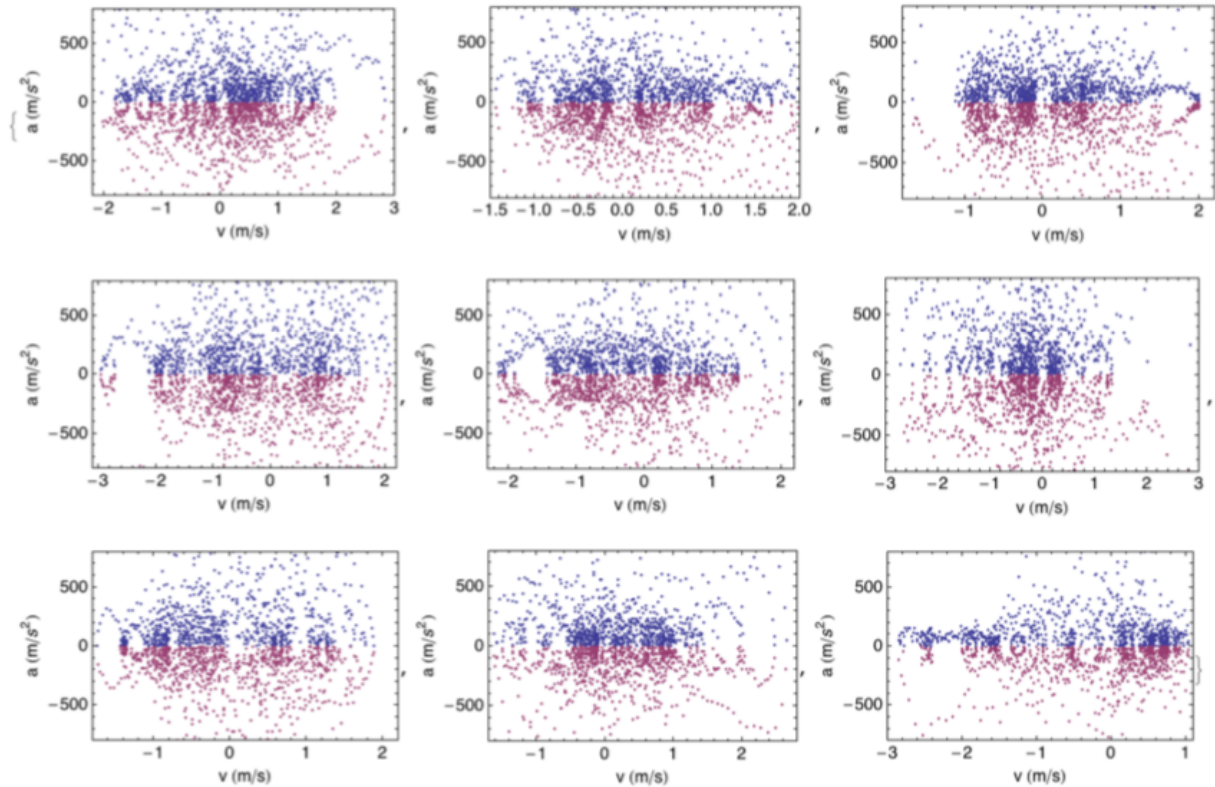 500
0
−500
{
a (m/s²)
−2 −1 0 1 2 3
v (m/s)
,
500
0
−500
a (m/s²)
−1.5 −1.0 −0.5 0.0 0.5 1.0 1.5 2.0
v (m/s)
,
500
0
−500
a (m/s²)
−1 0 1 2
v (m/s)
,
500
0
−500
a (m/s²)
−3 −2 −1 0 1 2
v (m/s)
,
500
0
−500
a (m/s²)
−2 −1 0 1 2
v (m/s)
,
500
0
−500
a (m/s²)
−3 −2 −1 0 1 2 3
v (m/s)
,
500
0
−500
a (m/s²)
−1 0 1 2
v (m/s)
,
500
0
−500
a (m/s²)
−1 0 1 2
v (m/s)
,
500
0
−500
a (m/s²)
−3 −2 −1 0 1
v (m/s)
}